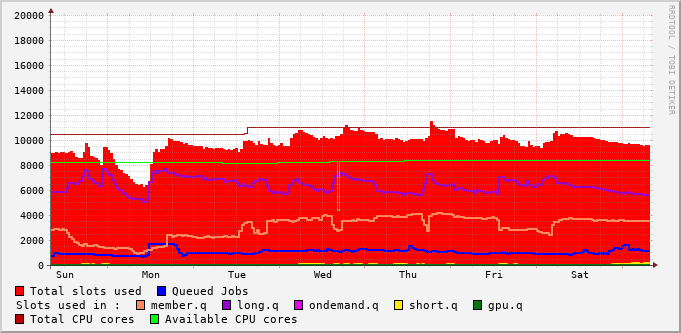 20000
18000
16000
14000
12000
10000
8000
6000
4000
2000
0
Sun Mon Tue Wed Thu Fri Sat
Total slots used Queued Jobs
Slots used in : member.q long.q ondemand.q short.q gpu.q
Total CPU cores Available CPU cores
RRDTOOL / TOBI OETIKER